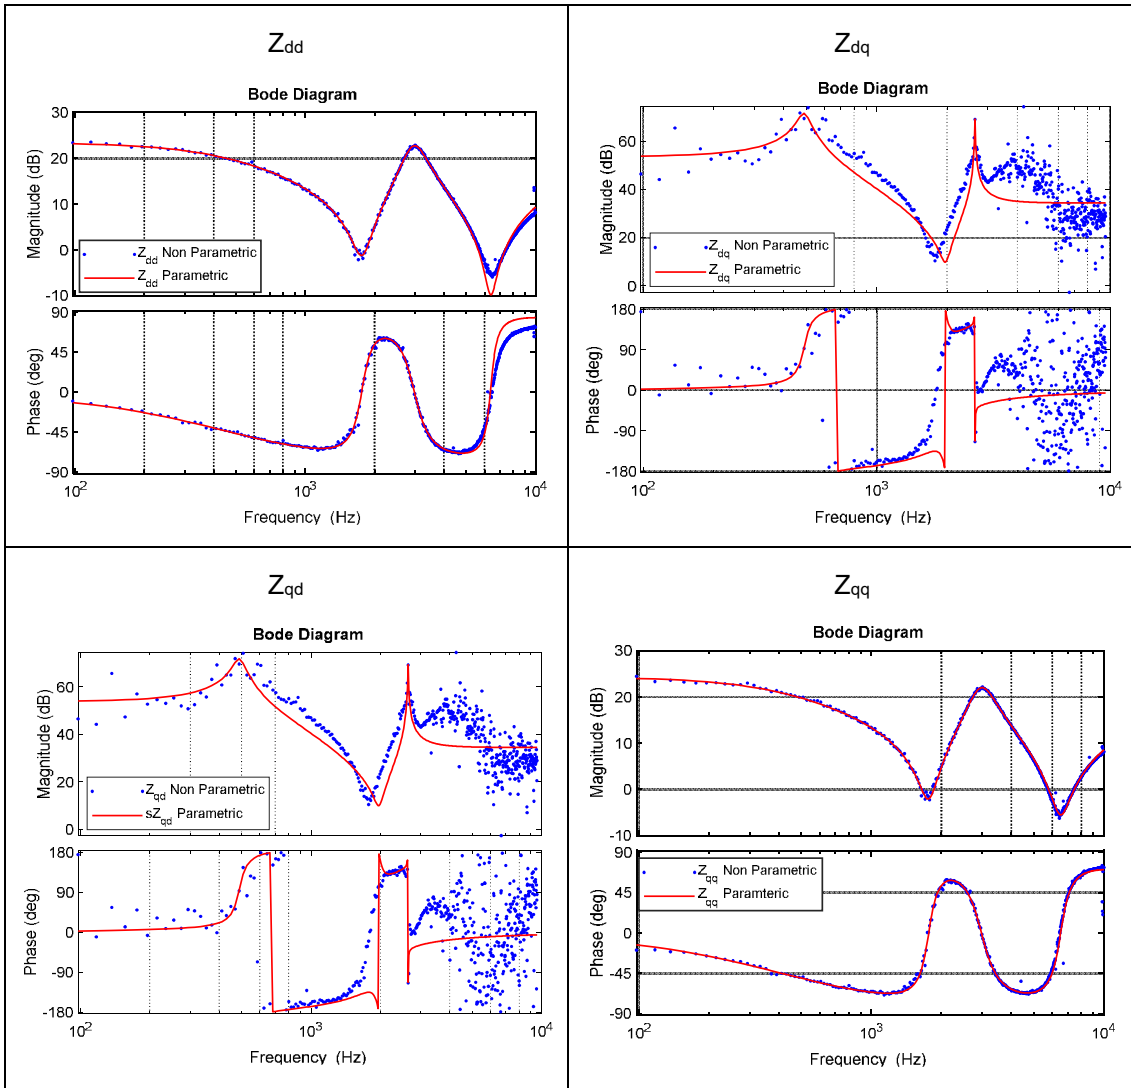 Zdd
Bode Diagram
30
20
10
0
-10
Magnitude (dB)
Zdd Non Parametric
Zdd Parametric
90
45
0
-45
-90
Phase (deg)
10^2
10^3
10^4
Frequency (Hz)
Zdq
Bode Diagram
60
40
20
0
Magnitude (dB)
Zdq Non Parametric
Zdq Parametric
180
90
0
-90
-180
Phase (deg)
10^2
10^3
10^4
Frequency (Hz)
Zqd
Bode Diagram
60
40
20
0
Magnitude (dB)
Zqd Non Parametric
sZqd Parametric
180
90
0
-90
-180
Phase (deg)
10^2
10^3
10^4
Frequency (Hz)
Zqq
Bode Diagram
30
20
10
0
-10
Magnitude (dB)
90
45
0
-45
-90
Phase (deg)
Zqq Non Parametric
Zqq Paramteric
10^2
10^3
10^4
Frequency (Hz)